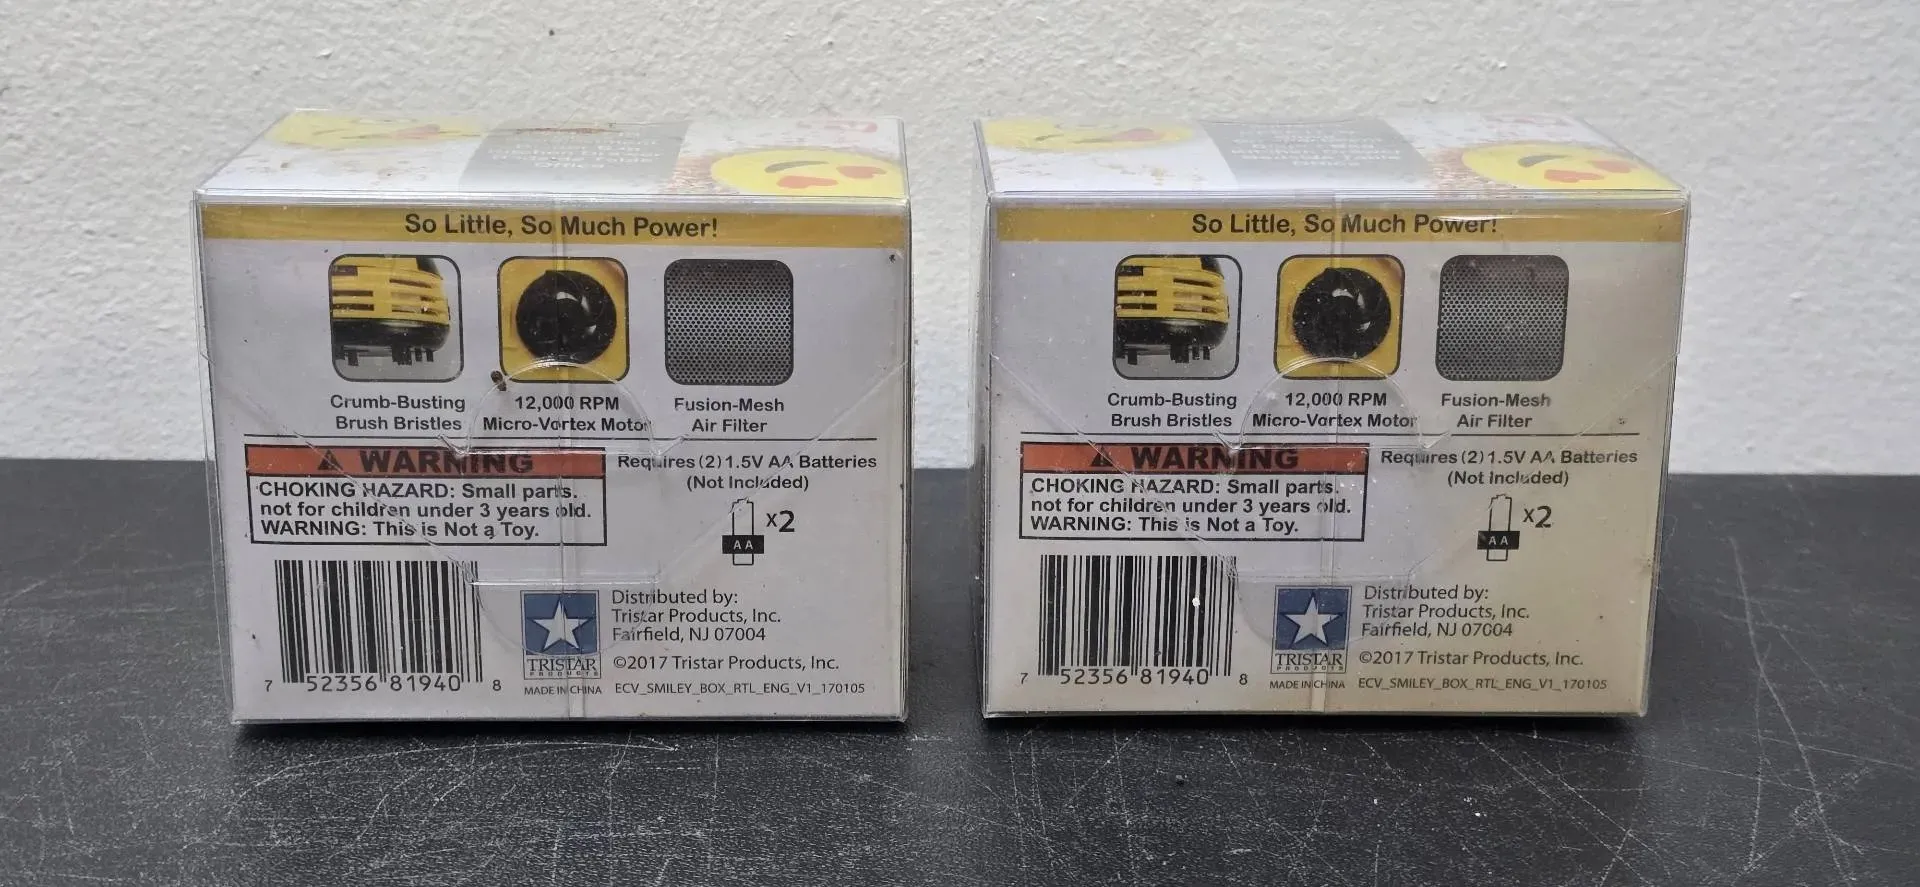 So Little, So Much Power!
Crumb-Busting
Brush Bristles
12,000 RPM
Micro-Vortex Motor
Fusion-Mesh
Air Filter
WARNING
CHOKING HAZARD: Small parts.
not for children under 3 years old.
WARNING: This is Not a Toy.
Requires (2) 1.5V AA Batteries
(Not Included)
x2
AA
7 52356 81940 8
TRISTAR
PRODUCTS
MADE IN CHINA
Distributed by:
Tristar Products, Inc.
Fairfield, NJ 07004
©2017 Tristar Products, Inc.
ECV_SMILEY_BOX_RTL_ENG_V1_170105
So Little, So Much Power!
Crumb-Busting
Brush Bristles
12,000 RPM
Micro-Vortex Motor
Fusion-Mesh
Air Filter
WARNING
CHOKING HAZARD: Small parts.
not for children under 3 years old.
WARNING: This is Not a Toy.
Requires (2) 1.5V AA Batteries
(Not Included)
x2
AA
7 52356 81940 8
TRISTAR
PRODUCTS
MADE IN CHINA
Distributed by:
Tristar Products, Inc.
Fairfield, NJ 07004
©2017 Tristar Products, Inc.
ECV_SMILEY_BOX_RTL_ENG_V1_170105